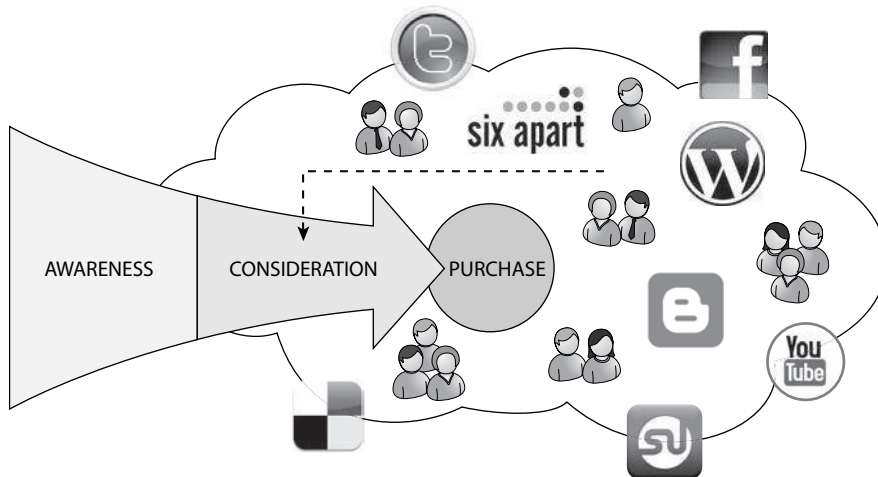 six apart
AWARENESS
CONSIDERATION
PURCHASE
You
Tube